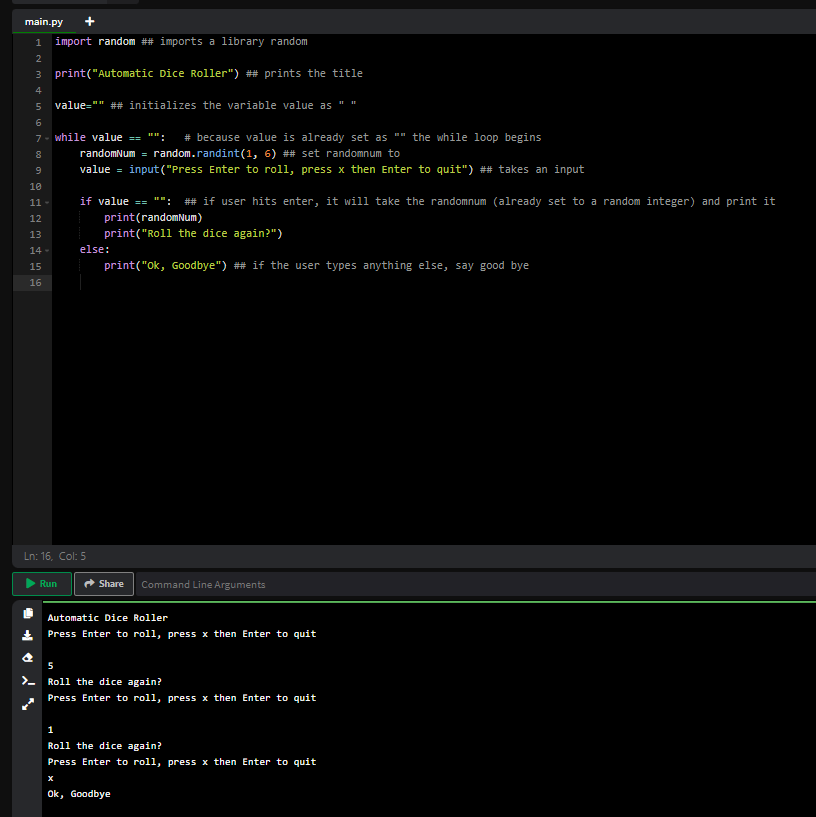 main.py +
1 import random ## imports a library random
2
3 print("Automatic Dice Roller") ## prints the title
4
5 value="" ## initializes the variable value as " "
6
7 while value == "":   # because value is already set as "" the while loop begins
8     randomNum = random.randint(1, 6) ## set randomnum to
9     value = input("Press Enter to roll, press x then Enter to quit") ## takes an input
10
11     if value == "":  ## if user hits enter, it will take the randomnum (already set to a random integer) and print it
12         print(randomNum)
13         print("Roll the dice again?")
14     else:
15         print("Ok, Goodbye") ## if the user types anything else, say good bye
16
Ln: 16, Col: 5
Run Share Command Line Arguments
Automatic Dice Roller
Press Enter to roll, press x then Enter to quit
5
Roll the dice again?
Press Enter to roll, press x then Enter to quit
1
Roll the dice again?
Press Enter to roll, press x then Enter to quit
x
Ok, Goodbye